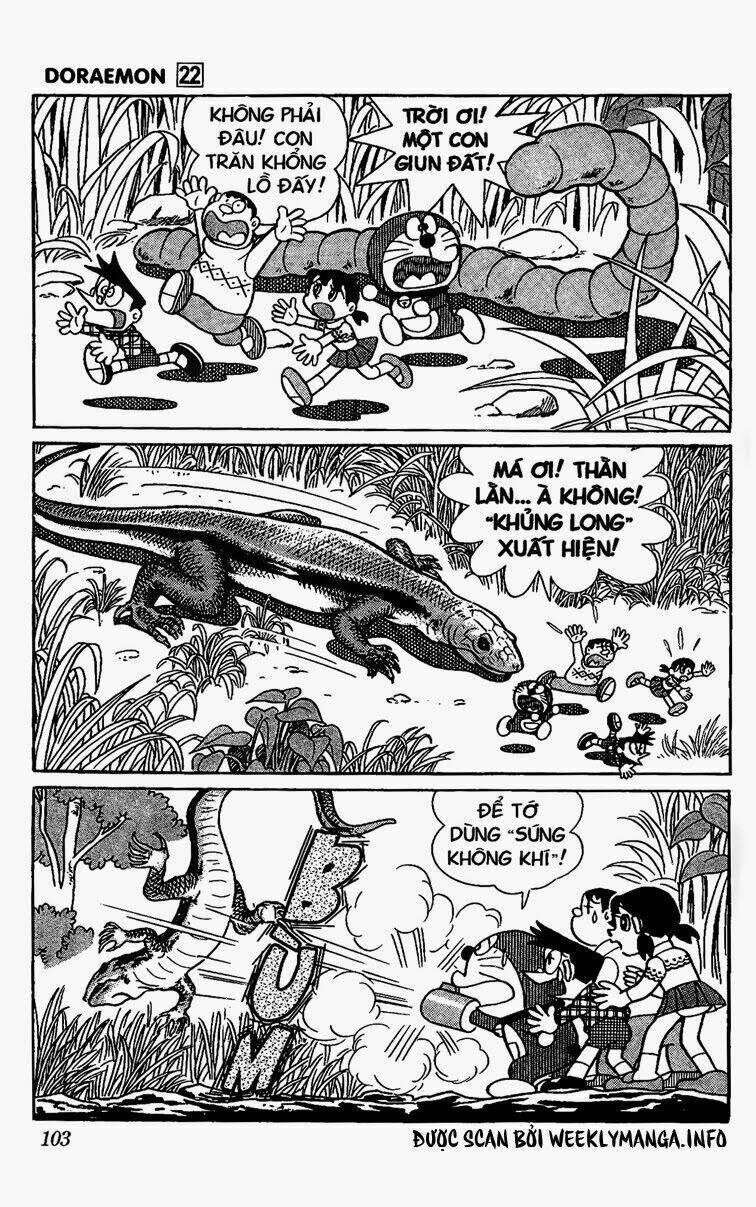 DORAEMON 22
KHÔNG PHẢI
ĐÂU! CON
TRĂN KHỔNG
LỒ ĐẤY!
TRỜI ƠI!
MỘT CON
GIUN ĐẤT!
MÁ ƠI! THẰN
LẰN... À KHÔNG!
"KHỦNG LONG"
XUẤT HIỆN!
ĐỂ TỚ
DÙNG "SÚNG
KHÔNG KHÍ"!
BÙM
103
ĐƯỢC SCAN BỞI WEEKLYMANGA.INFO